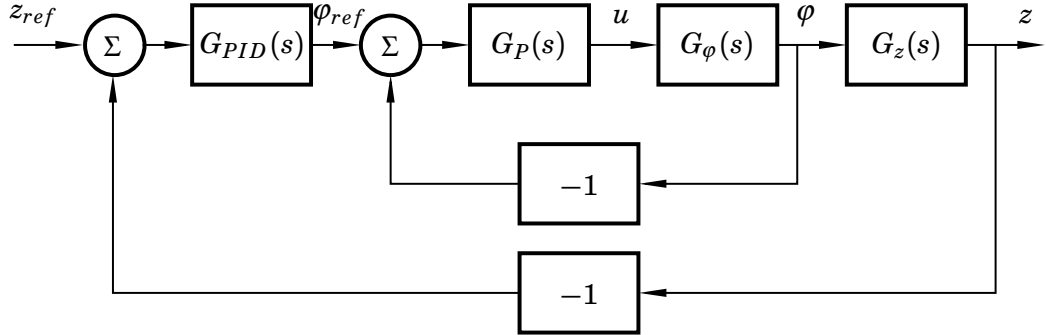 z_ref φ_ref u φ z
Σ G_PID(s) Σ G_P(s) G_φ(s) G_z(s)
−1
−1